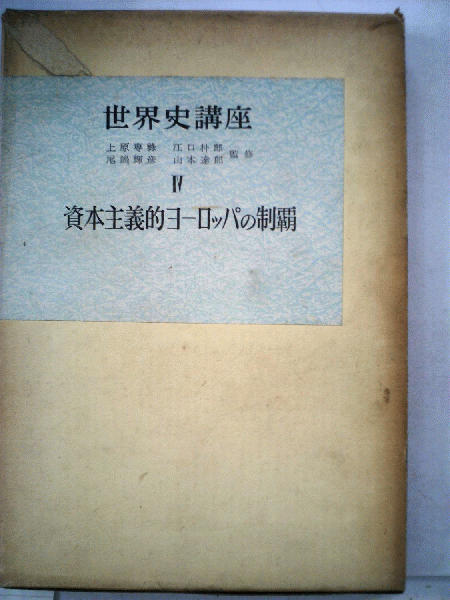 世界史講座
上原専祿 江口朴郎
尾鍋輝彦 山本達郎 監修
IV
資本主義的ヨーロッパの制覇